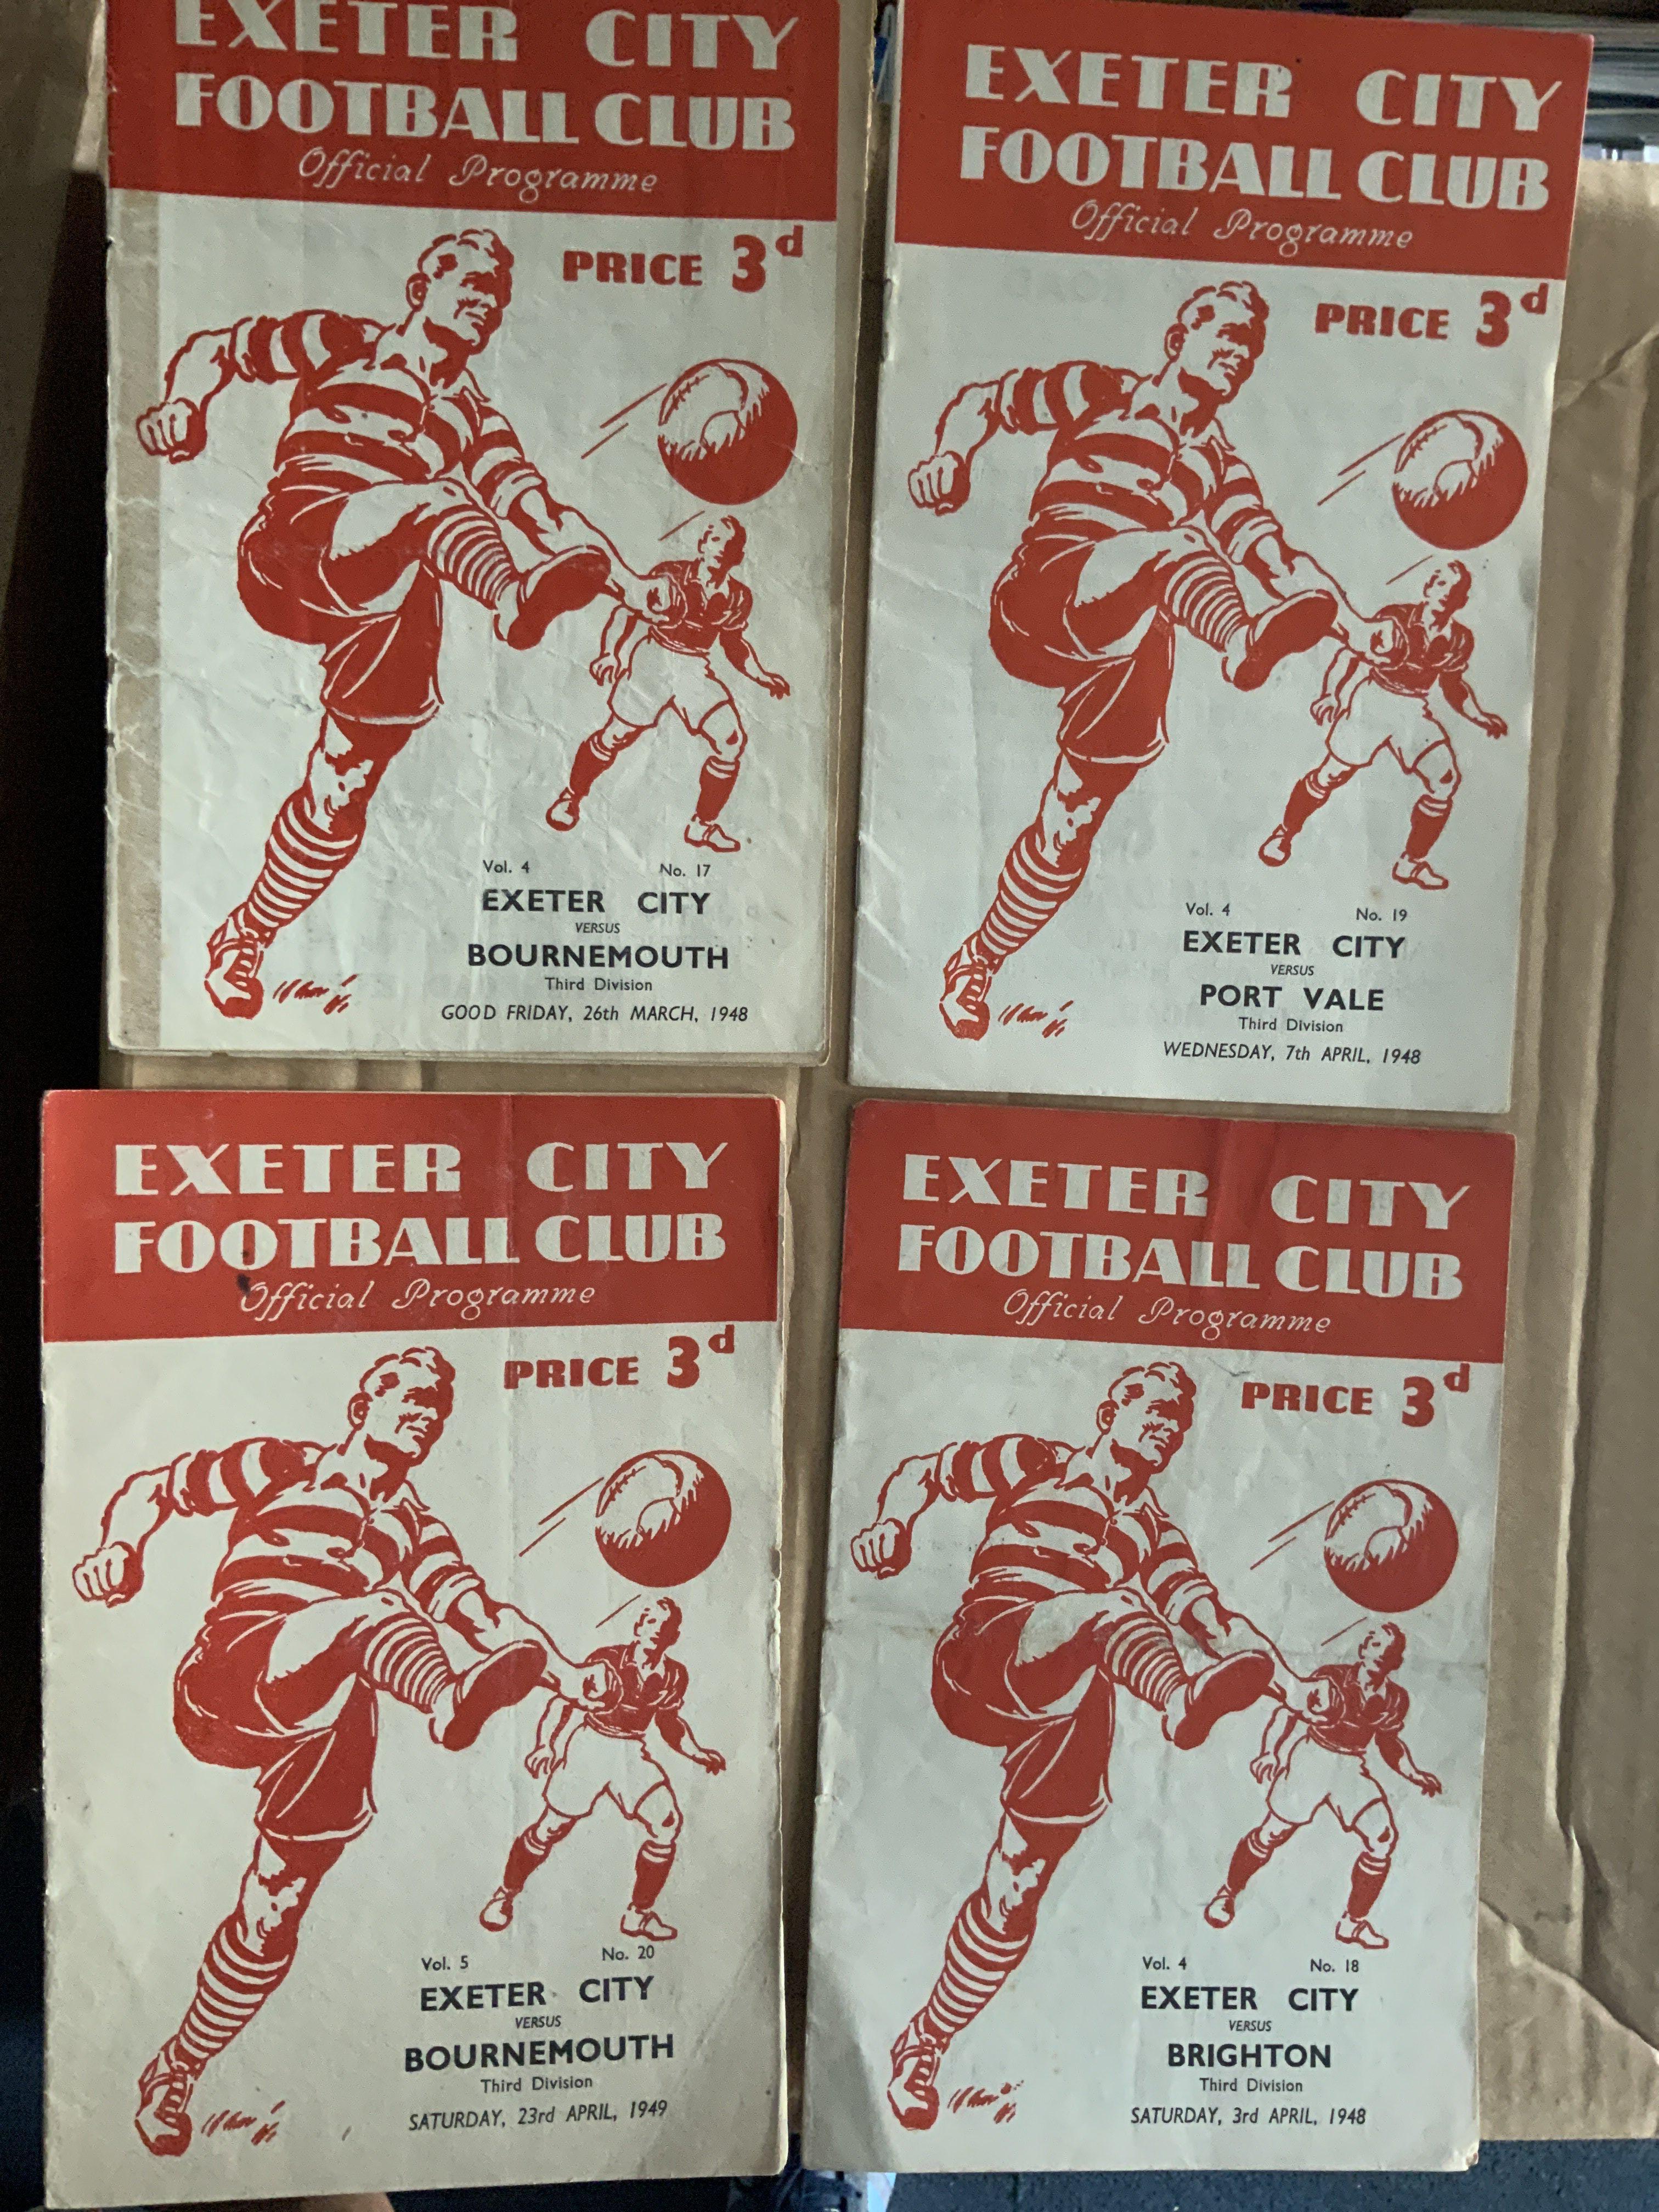 EXETER CITY
FOOTBALL CLUB
Official Programme
PRICE 3d
Vol. 4 No. 17
EXETER CITY
VERSUS
BOURNEMOUTH
Third Division
GOOD FRIDAY, 26th MARCH, 1948
EXETER CITY
FOOTBALL CLUB
Official Programme
PRICE 3d
Vol. 4 No. 19
EXETER CITY
VERSUS
PORT VALE
Third Division
WEDNESDAY, 7th APRIL, 1948
EXETER CITY
FOOTBALL CLUB
Official Programme
PRICE 3d
Vol. 5 No. 20
EXETER CITY
VERSUS
BOURNEMOUTH
Third Division
SATURDAY, 23rd APRIL, 1949
EXETER CITY
FOOTBALL CLUB
Official Programme
PRICE 3d
Vol. 4 No. 18
EXETER CITY
VERSUS
BRIGHTON
Third Division
SATURDAY, 3rd APRIL, 1948